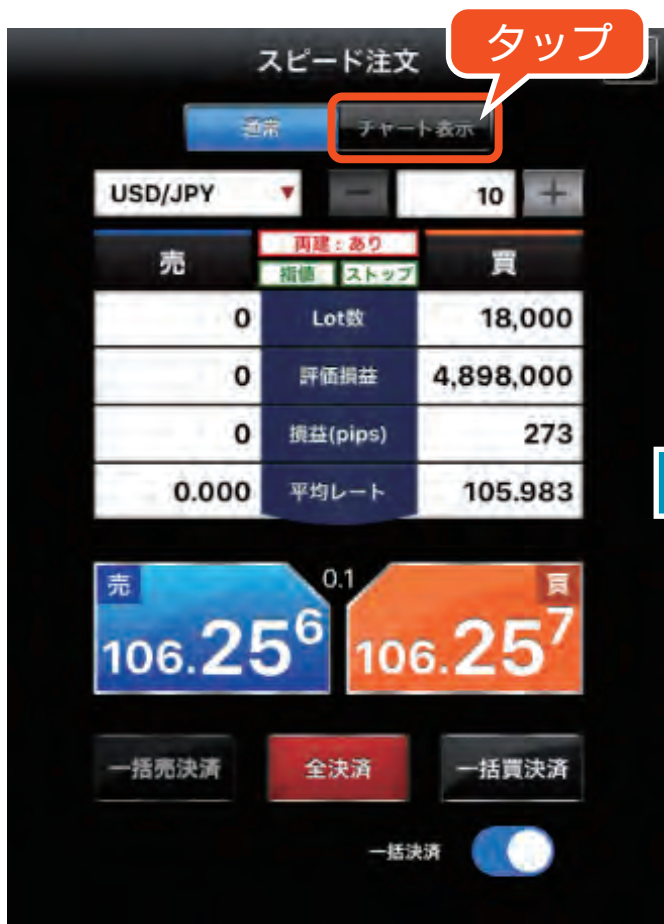 タップ
スピード注文
通常 チャート表示
USD/JPY ▼ − 10 +
売 両建:あり 買
指値 ストップ
0 Lot数 18,000
0 評価損益 4,898,000
0 損益(pips) 273
0.000 平均レート 105.983
売 0.1 買
106.256 106.257
一括売決済 全決済 一括買決済
一括決済